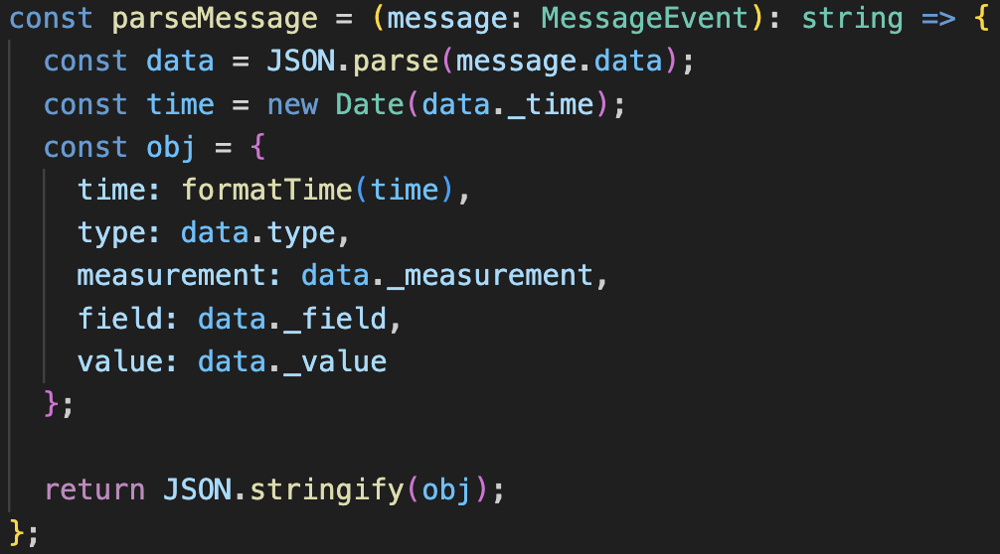 const parseMessage = (message: MessageEvent): string => {
  const data = JSON.parse(message.data);
  const time = new Date(data._time);
  const obj = {
    time: formatTime(time),
    type: data.type,
    measurement: data._measurement,
    field: data._field,
    value: data._value
  };

  return JSON.stringify(obj);
};